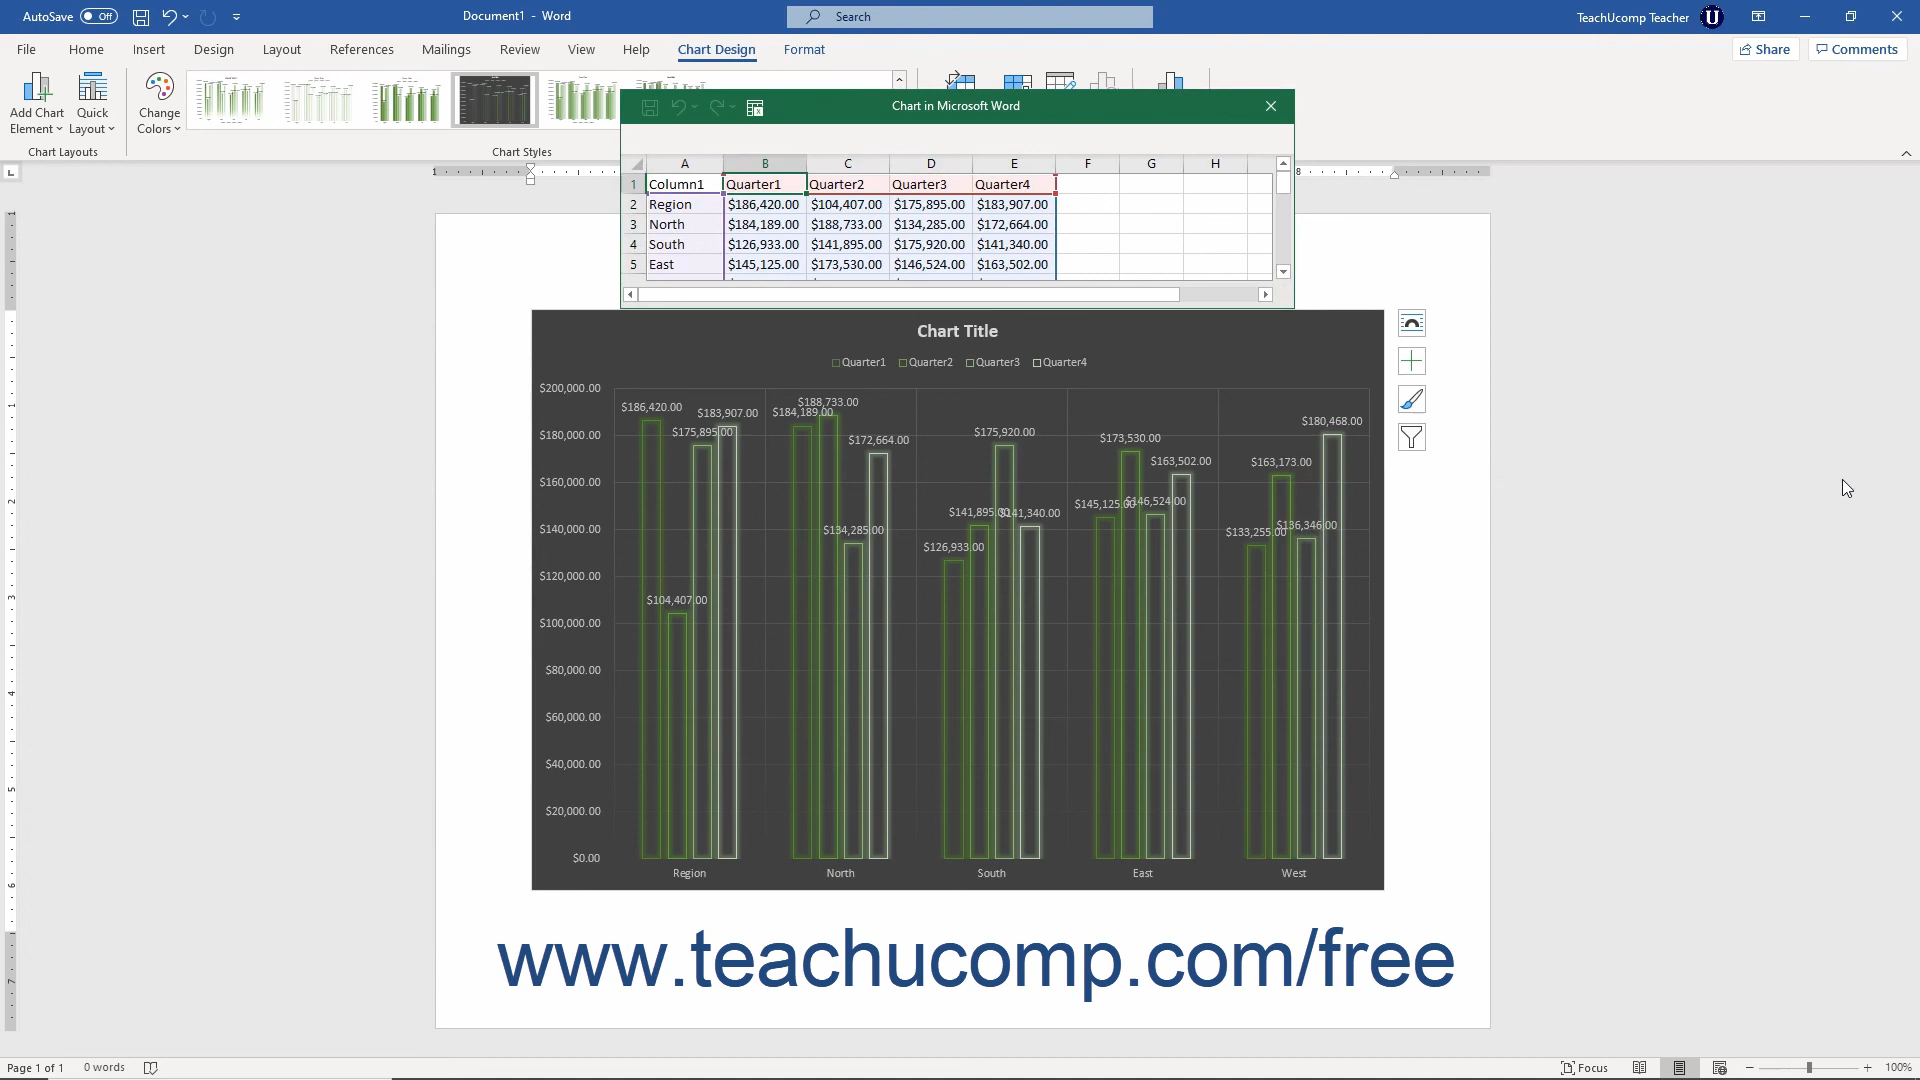 AutoSave Off
Document1 - Word
Search
TeachUcomp Teacher U
File Home Insert Design Layout References Mailings Review View Help Chart Design Format Share Comments
Add Chart Element
Quick Layout
Change Colors
Chart Layouts
Chart Styles
Chart in Microsoft Word
A B C D E F G H
1 Column1 Quarter1 Quarter2 Quarter3 Quarter4
2 Region $186,420.00 $104,407.00 $175,895.00 $183,907.00
3 North $184,189.00 $188,733.00 $134,285.00 $172,664.00
4 South $126,933.00 $141,895.00 $175,920.00 $141,340.00
5 East $145,125.00 $173,530.00 $146,524.00 $163,502.00
Chart Title
Quarter1 Quarter2 Quarter3 Quarter4
$200,000.00
$180,000.00
$160,000.00
$140,000.00
$120,000.00
$100,000.00
$80,000.00
$60,000.00
$40,000.00
$20,000.00
$0.00
$186,420.00
$104,407.00
$175,895.00
$183,907.00
$184,189.00
$188,733.00
$134,285.00
$172,664.00
$126,933.00
$141,895.00
$175,920.00
$141,340.00
$145,125.00
$173,530.00
$146,524.00
$163,502.00
$133,255.00
$163,173.00
$136,346.00
$180,468.00
Region North South East West
www.teachucomp.com/free
Page 1 of 1 0 words
Focus
100%